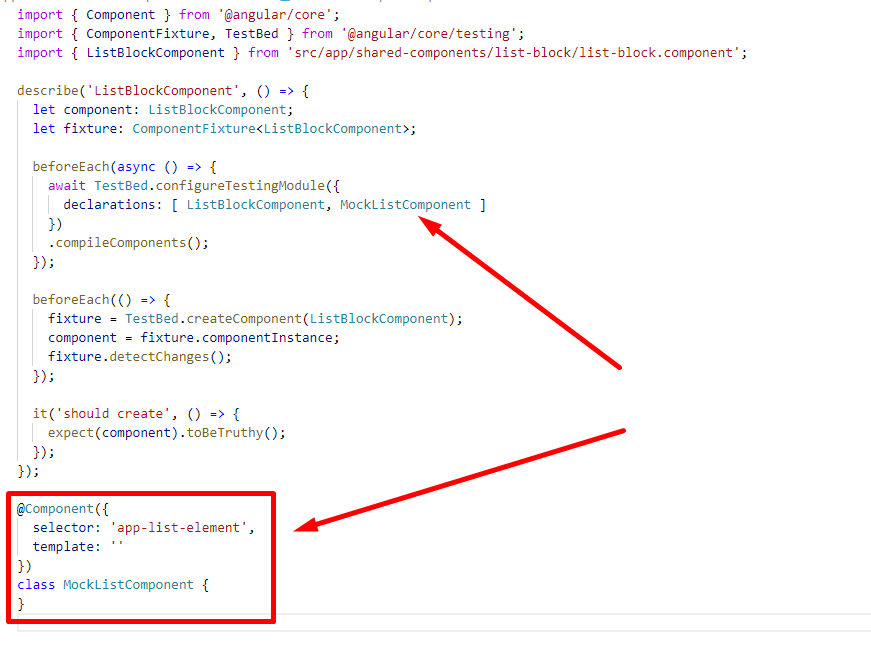 import { Component } from '@angular/core';
import { ComponentFixture, TestBed } from '@angular/core/testing';
import { ListBlockComponent } from 'src/app/shared-components/list-block/list-block.component';

describe('ListBlockComponent', () => {
  let component: ListBlockComponent;
  let fixture: ComponentFixture<ListBlockComponent>;

  beforeEach(async () => {
    await TestBed.configureTestingModule({
      declarations: [ ListBlockComponent, MockListComponent ]
    })
    .compileComponents();
  });

  beforeEach(() => {
    fixture = TestBed.createComponent(ListBlockComponent);
    component = fixture.componentInstance;
    fixture.detectChanges();
  });

  it('should create', () => {
    expect(component).toBeTruthy();
  });
});

@Component({
  selector: 'app-list-element',
  template: ''
})
class MockListComponent {
}